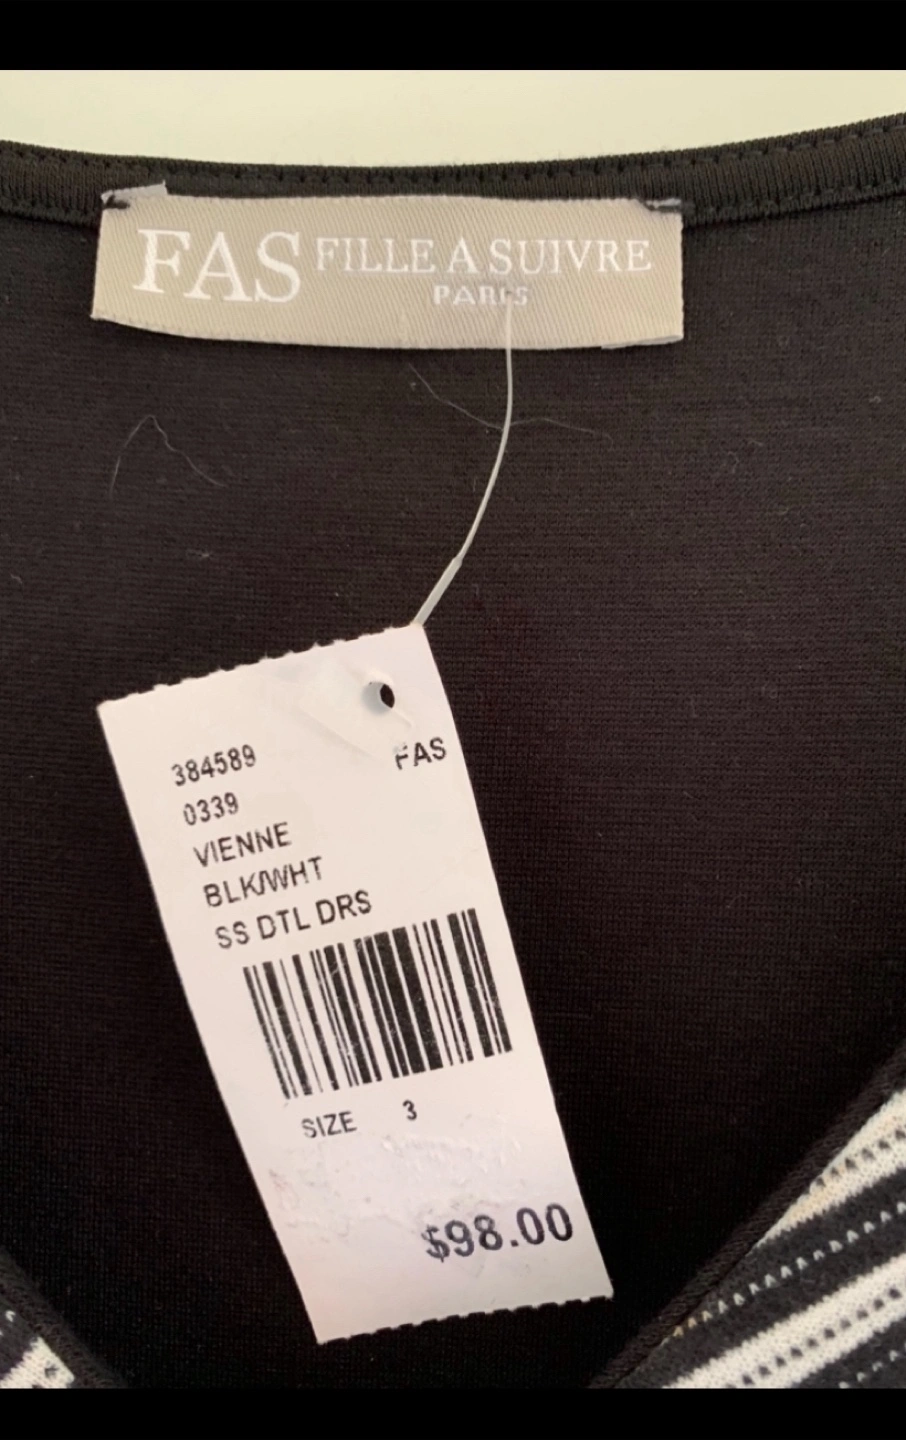 FAS FILLE A SUIVRE
PARIS
384589 FAS
0339
VIENNE
BLK/WHT
SS DTL DRS
SIZE 3
$98.00